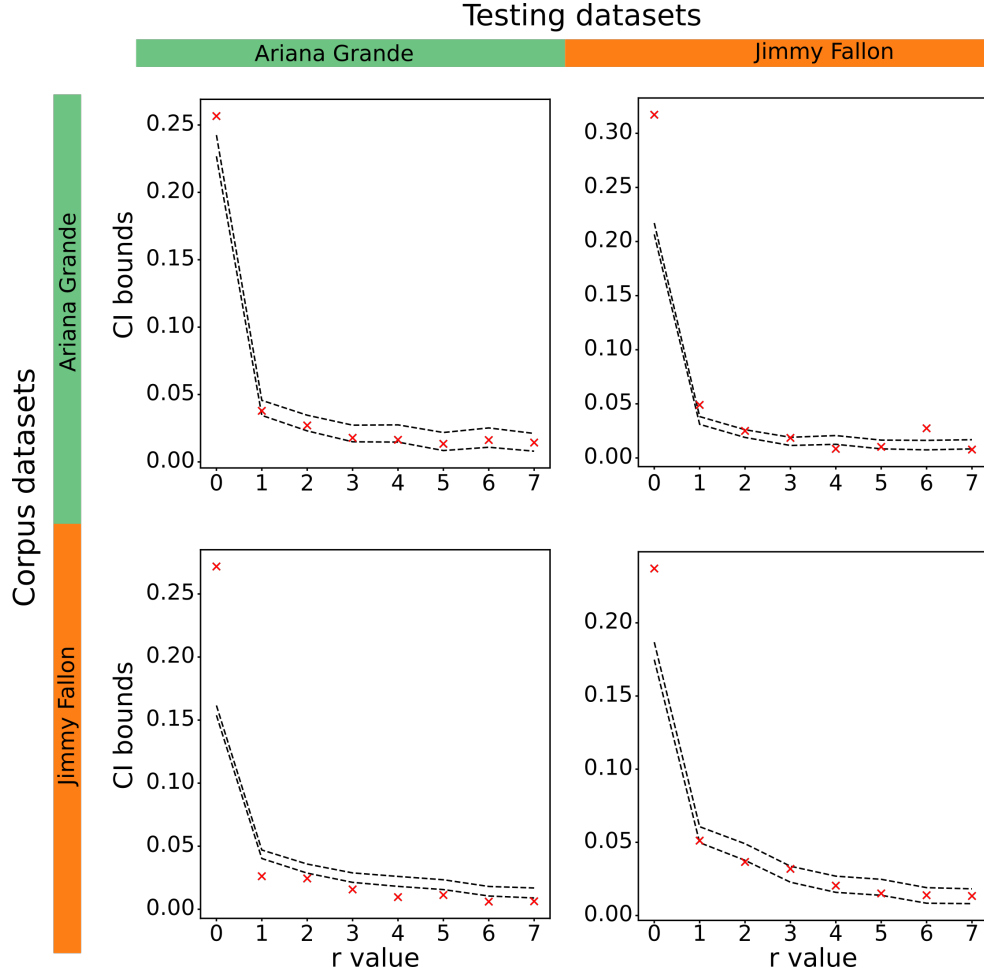 Testing datasets
Ariana Grande
Jimmy Fallon
Corpus datasets
Ariana Grande
Jimmy Fallon
CI bounds
0.25
0.20
0.15
0.10
0.05
0.00
0 1 2 3 4 5 6 7
0.30
0.25
0.20
0.15
0.10
0.05
0.00
0 1 2 3 4 5 6 7
CI bounds
0.25
0.20
0.15
0.10
0.05
0.00
0 1 2 3 4 5 6 7
r value
0.20
0.15
0.10
0.05
0.00
0 1 2 3 4 5 6 7
r value